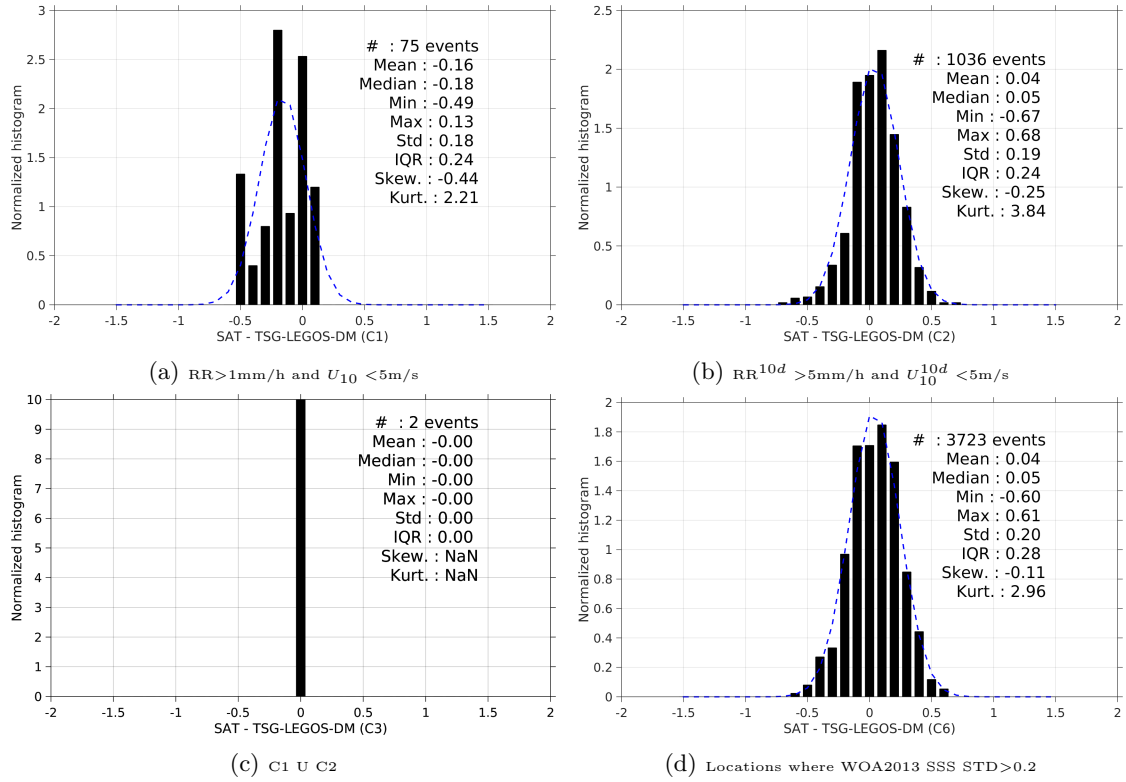 3
2.5
2
1.5
1
0.5
0
Normalized histogram
# : 75 events
Mean : -0.16
Median : -0.18
Min : -0.49
Max : 0.13
Std : 0.18
IQR : 0.24
Skew. : -0.44
Kurt. : 2.21
-2 -1.5 -1 -0.5 0 0.5 1 1.5 2
SAT - TSG-LEGOS-DM (C1)
(a) RR>1mm/h and U10 <5m/s
2.5
2
1.5
1
0.5
0
Normalized histogram
# : 1036 events
Mean : 0.04
Median : 0.05
Min : -0.67
Max : 0.68
Std : 0.19
IQR : 0.24
Skew. : -0.25
Kurt. : 3.84
-2 -1.5 -1 -0.5 0 0.5 1 1.5 2
SAT - TSG-LEGOS-DM (C2)
(b) RR10d >5mm/h and U10 10d <5m/s
10
9
8
7
6
5
4
3
2
1
0
Normalized histogram
# : 2 events
Mean : -0.00
Median : -0.00
Min : -0.00
Max : -0.00
Std : 0.00
IQR : 0.00
Skew. : NaN
Kurt. : NaN
-2 -1.5 -1 -0.5 0 0.5 1 1.5 2
SAT - TSG-LEGOS-DM (C3)
(c) C1 U C2
2
1.8
1.6
1.4
1.2
1
0.8
0.6
0.4
0.2
0
Normalized histogram
# : 3723 events
Mean : 0.04
Median : 0.05
Min : -0.60
Max : 0.61
Std : 0.20
IQR : 0.28
Skew. : -0.11
Kurt. : 2.96
-2 -1.5 -1 -0.5 0 0.5 1 1.5 2
SAT - TSG-LEGOS-DM (C6)
(d) Locations where WOA2013 SSS STD>0.2